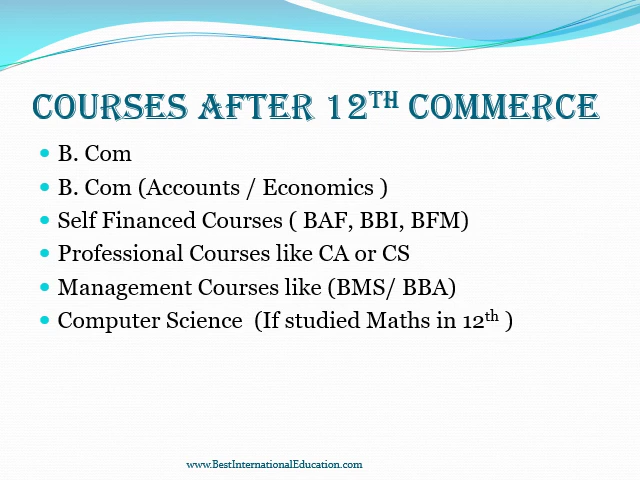 COURSES AFTER 12TH COMMERCE
B. Com
B. Com (Accounts / Economics )
Self Financed Courses ( BAF, BBI, BFM)
Professional Courses like CA or CS
Management Courses like (BMS/ BBA)
Computer Science  (If studied Maths in 12th )
www.BestInternationalEducation.com